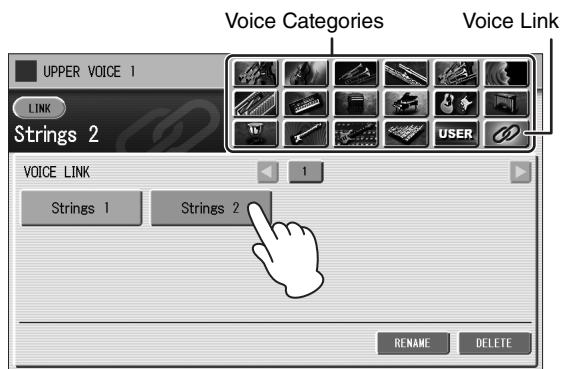 Voice Categories Voice Link
UPPER VOICE 1
LINK
Strings 2
USER
VOICE LINK 1
Strings 1 Strings 2
RENAME DELETE